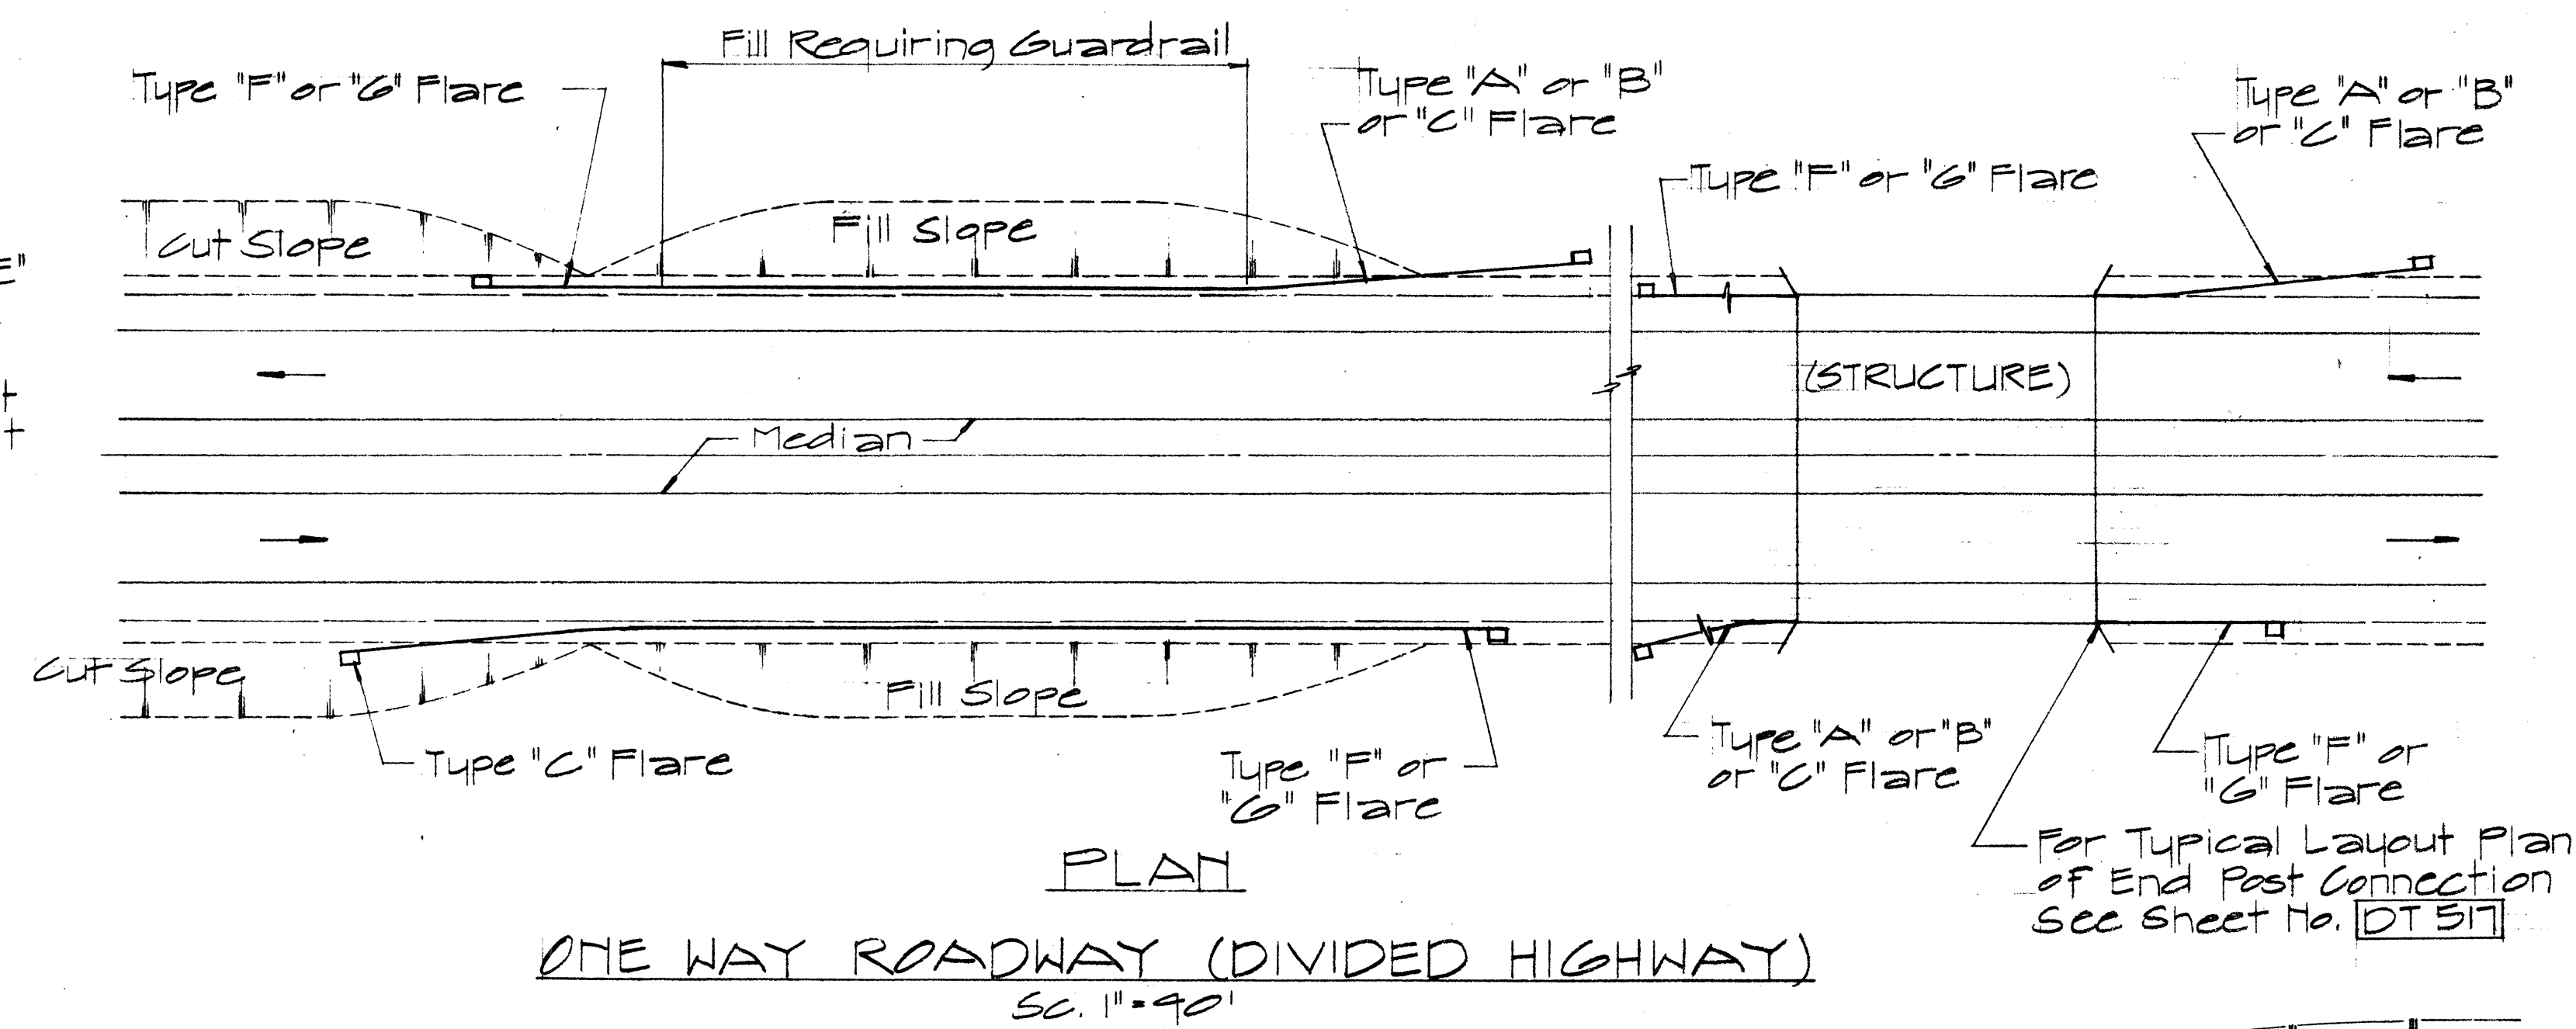 Fill Requiring Guardrail
Type "F" or "G" Flare
Type "A" or "B"
or "C" Flare
Type "A" or "B"
or "C" Flare
Type "F" or "G" Flare
Cut Slope
Fill Slope
E"
(STRUCTURE)
Median
Cut Slope
Fill Slope
Type "C" Flare
Type "F" or
"G" Flare
Type "A" or "B"
or "C" Flare
Type "F" or
"G" Flare
For Typical Layout Plan
of End Post Connection
See Sheet No. DT 517
PLAN
ONE WAY ROADWAY (DIVIDED HIGHWAY)
Sc. 1"=40'